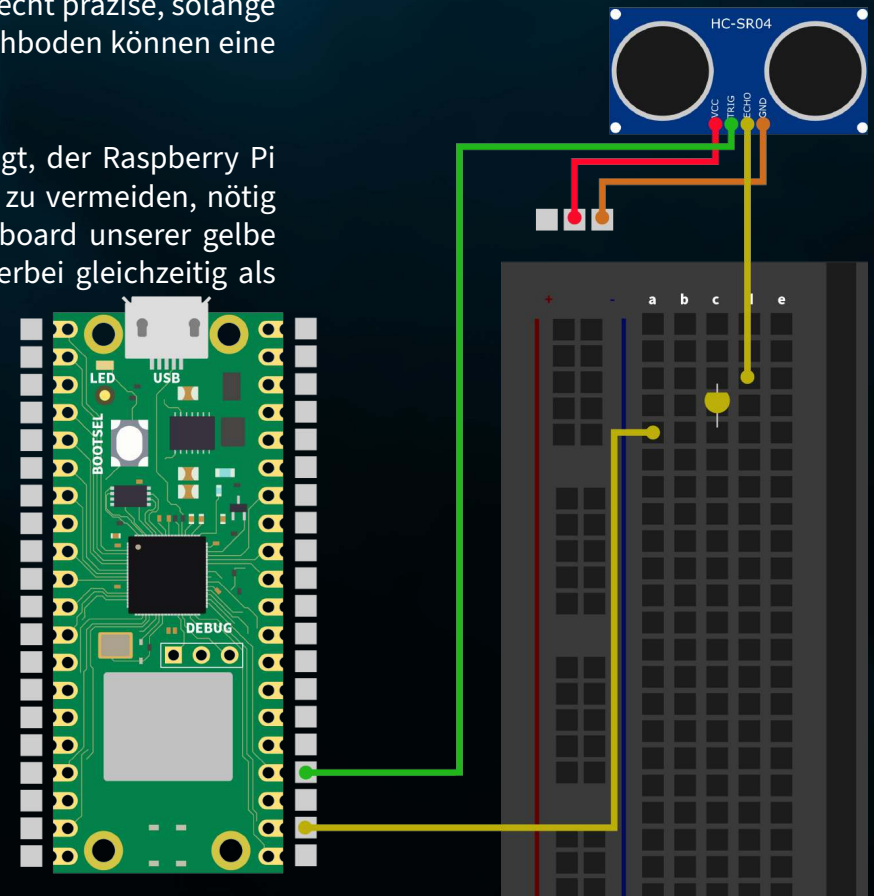 echt präzise, solange
hboden können eine
gt, der Raspberry Pi
zu vermeiden, nötig
board unserer gelbe
erbei gleichzeitig als
HC-SR04
VCC
TRIG
ECHO
GND
+ - a b c d e
LED USB
BOOTSEL
DEBUG